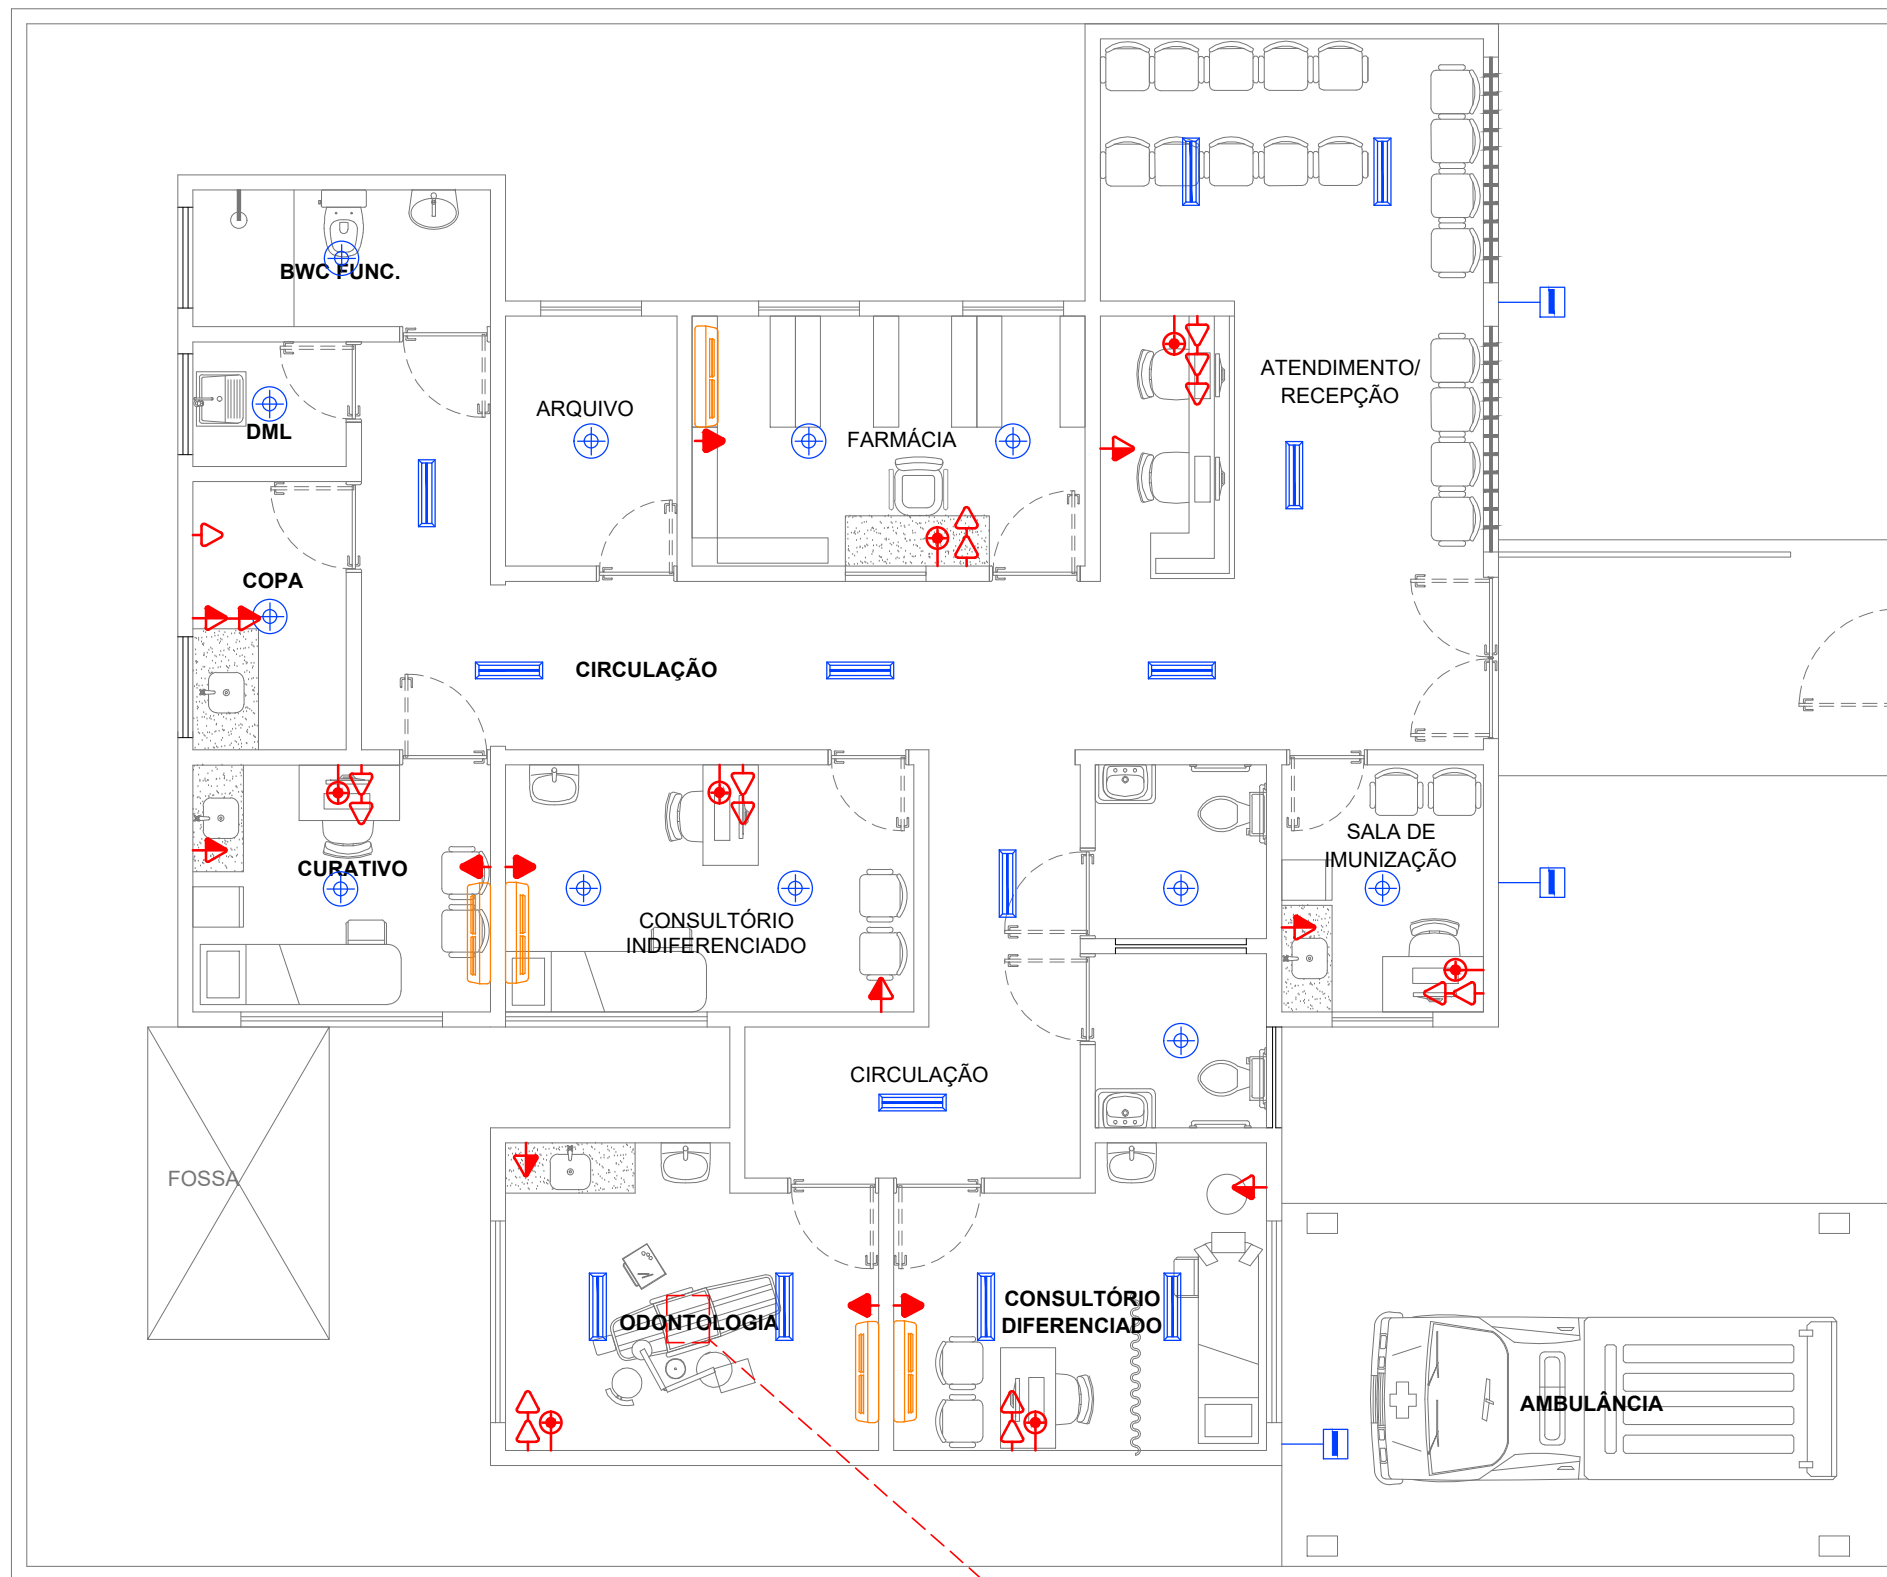 BWC FUNC.
ATENDIMENTO/
RECEPÇÃO
ARQUIVO
DML
FARMÁCIA
COPA
CIRCULAÇÃO
SALA DE
IMUNIZAÇÃO
CURATIVO
CONSULTÓRIO
INDIFERENCIADO
CIRCULAÇÃO
FOSSA
CONSULTÓRIO
DIFERENCIADO
ODONTOLOGIA
AMBULÂNCIA